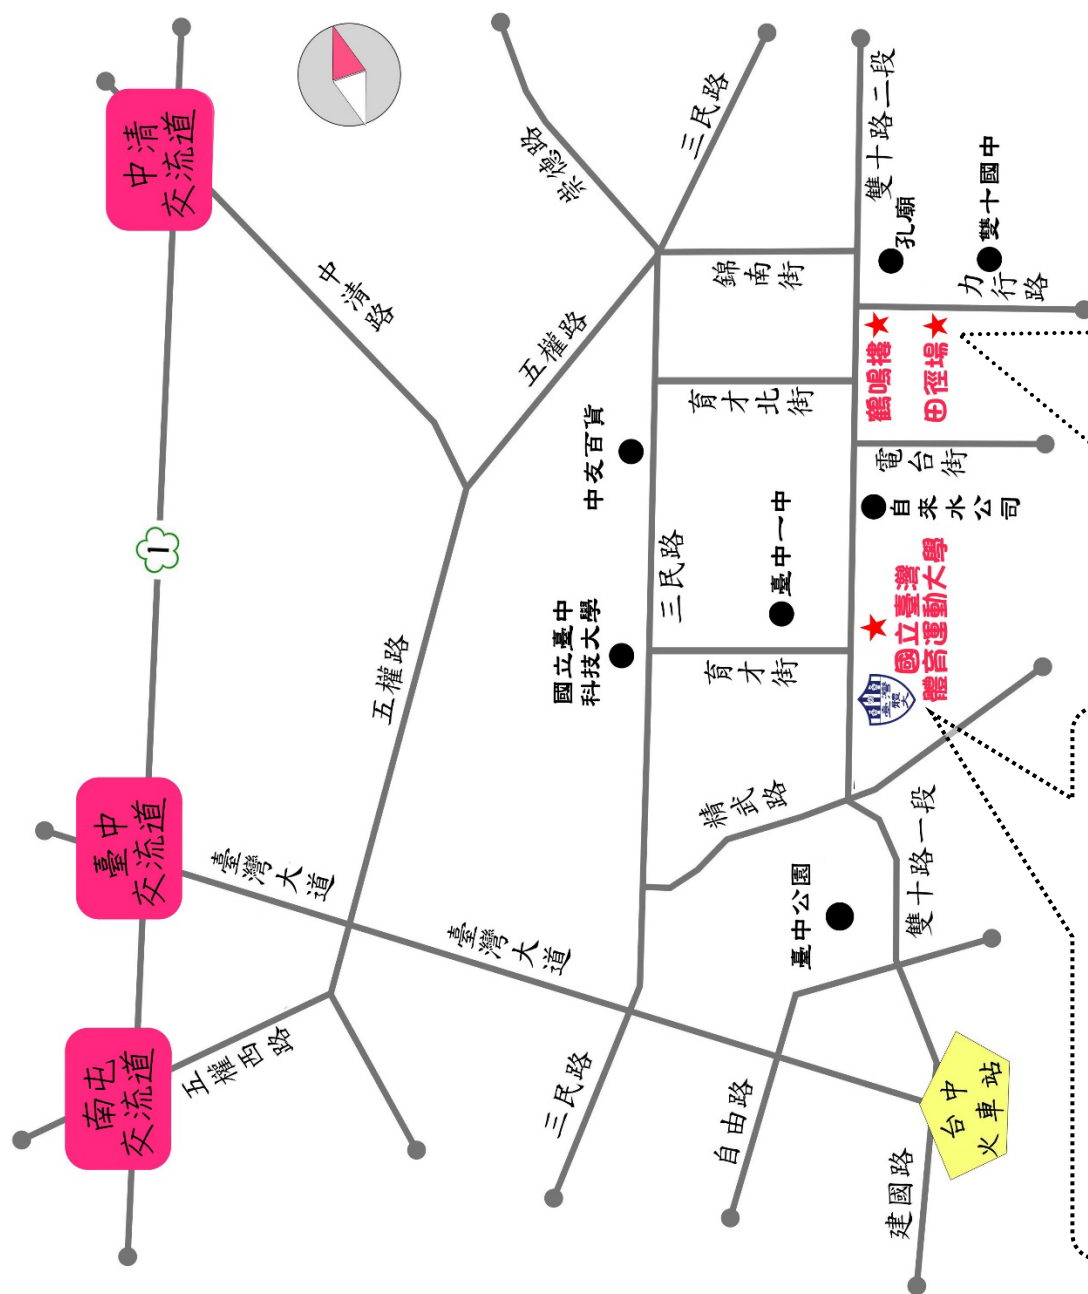 中清
交流道
臺中
交流道
南屯
交流道
1
中清路
崇德路
三民路
五權路
五權路
五權西路
臺灣大道
臺灣大道
三民路
三民路
自由路
建國路
台中
火車站
雙十路一段
雙十路二段
精武路
育才街
育才北街
錦南街
力行路
電台街
孔廟
雙十國中
鶴鳴樓
田徑場
自來水公司
國立臺灣
體育運動大學
臺灣
體大
臺中一中
中友百貨
國立臺中
科技大學
臺中公園